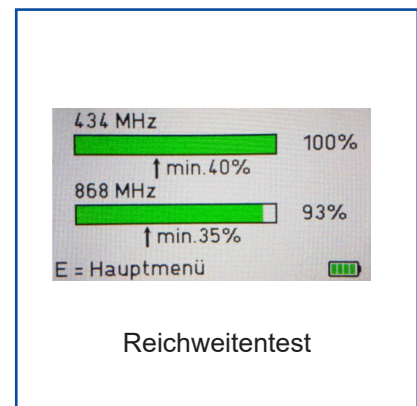 434 MHz
100%
↑ min.40%
868 MHz
93%
↑ min.35%
E = Hauptmenü
Reichweitentest